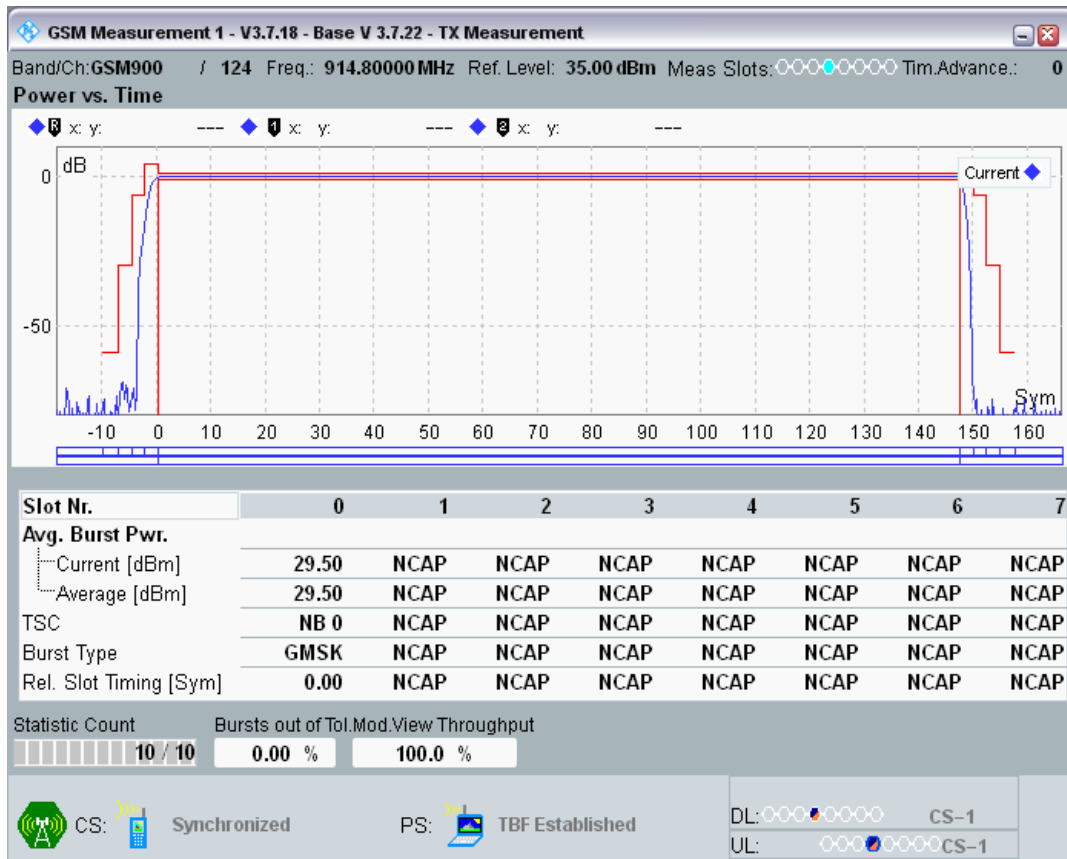 GSM Measurement 1 - V3.7.18 - Base V 3.7.22 - TX Measurement
Band/Ch:GSM900 / 124 Freq.: 914.80000 MHz Ref. Level: 35.00 dBm Meas Slots: Tim.Advance.: 0
Power vs. Time
R x: y: --- 1 x: y: --- 2 x: y: ---
dB
Current
0
-50
Sym
-10 0 10 20 30 40 50 60 70 80 90 100 110 120 130 140 150 160
Slot Nr. 0 1 2 3 4 5 6 7
Avg. Burst Pwr.
Current [dBm] 29.50 NCAP NCAP NCAP NCAP NCAP NCAP NCAP
Average [dBm] 29.50 NCAP NCAP NCAP NCAP NCAP NCAP NCAP
TSC NB 0 NCAP NCAP NCAP NCAP NCAP NCAP NCAP
Burst Type GMSK NCAP NCAP NCAP NCAP NCAP NCAP NCAP
Rel. Slot Timing [Sym] 0.00 NCAP NCAP NCAP NCAP NCAP NCAP NCAP
Statistic Count Bursts out of Tol.Mod.View Throughput
10 / 10 0.00 % 100.0 %
CS: Synchronized PS: TBF Established
DL: CS-1
UL: CS-1